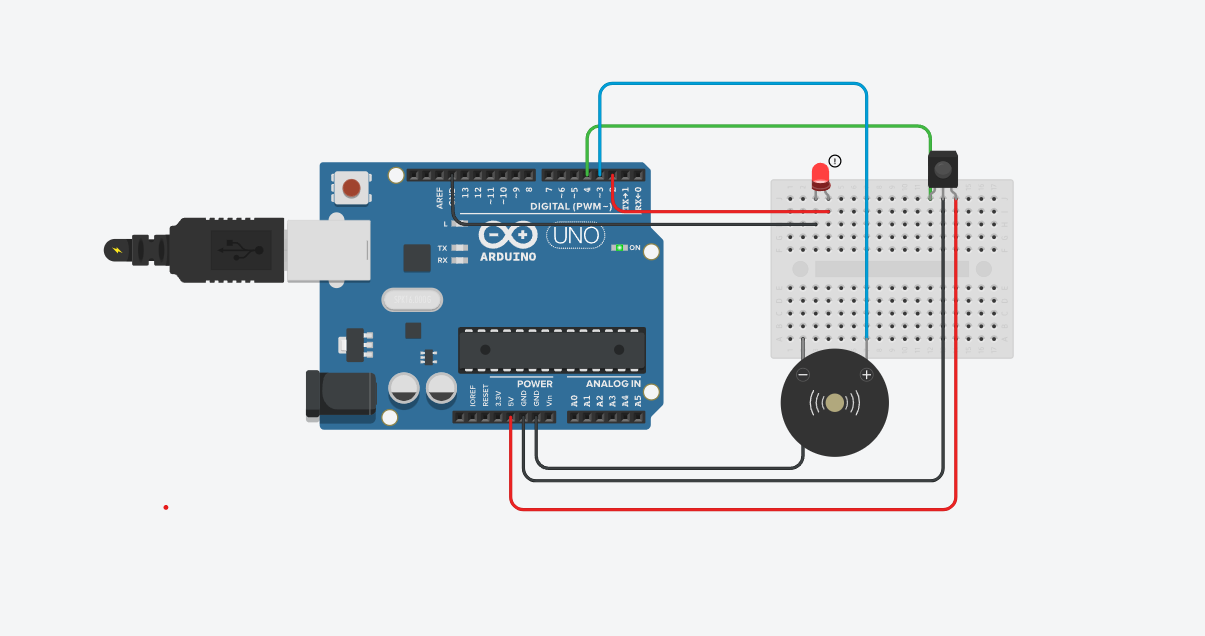 AREF
GND
13
12
~11
~10
~9
8
7
~6
~5
4
~3
2
TX→1
RX←0
DIGITAL (PWM~)
L
TX
RX
ARDUINO
UNO
ON
POWER
ANALOG IN
IOREF
RESET
3.3V
5V
GND
GND
Vin
A0
A1
A2
A3
A4
A5